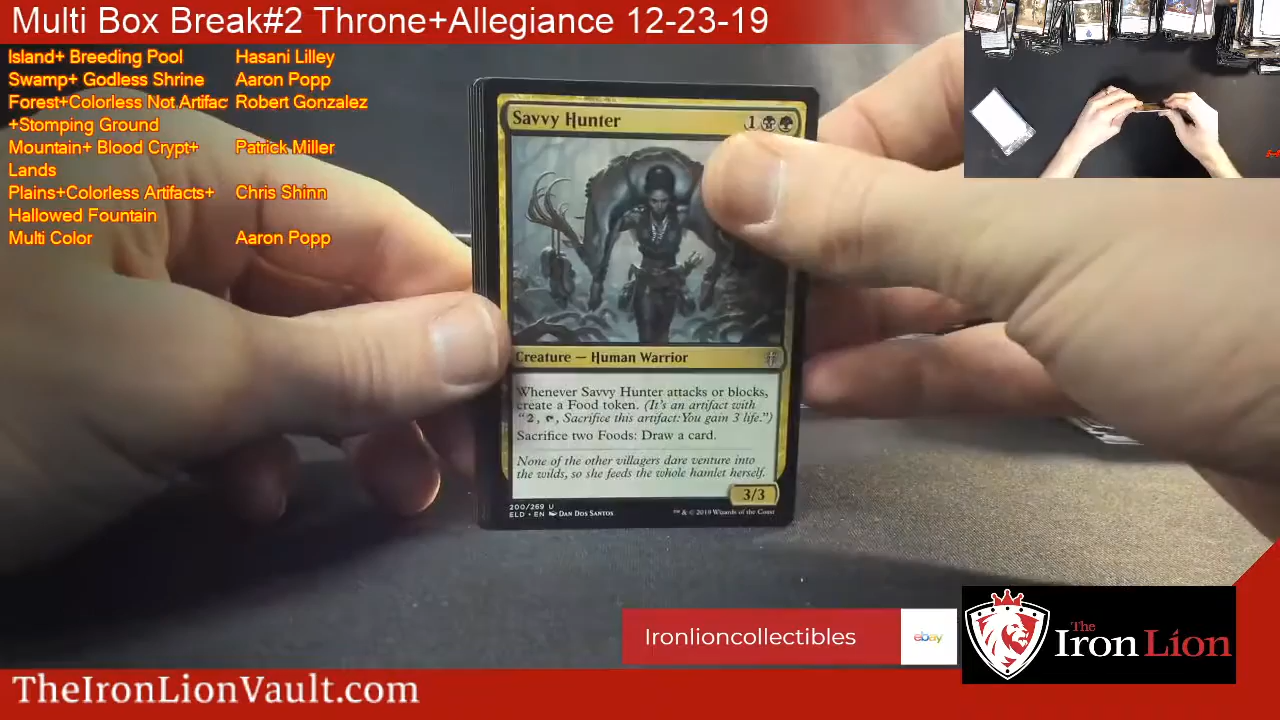 Multi Box Break#2 Throne+Allegiance 12-23-19
Island+ Breeding Pool Hasani Lilley
Swamp+ Godless Shrine Aaron Popp
Forest+Colorless Not Artifac Robert Gonzalez
+Stomping Ground
Mountain+ Blood Crypt+ Patrick Miller
Lands
Plains+Colorless Artifacts+ Chris Shinn
Hallowed Fountain
Multi Color Aaron Popp
Savvy Hunter 1
Creature — Human Warrior
Whenever Savvy Hunter attacks or blocks,
create a Food token. (It's an artifact with
"2, T, Sacrifice this artifact:You gain 3 life.")
Sacrifice two Foods: Draw a card.
None of the other villagers dare venture into
the wilds, so she feeds the whole hamlet herself.
3/3
200/269 U
ELD • EN Dan Dos Santos
™ & © 2019 Wizards of the Coast
Ironlioncollectibles
ebay
The
Iron Lion
TheIronLionVault.com